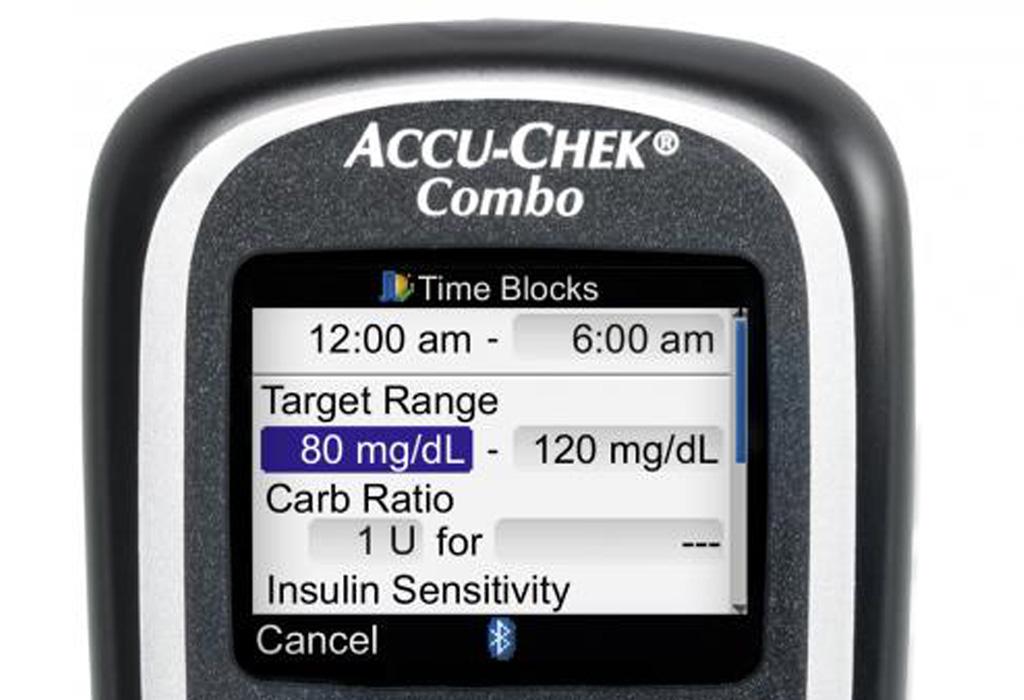 ACCU-CHEK®
Combo
Time Blocks
12:00 am - 6:00 am
Target Range
80 mg/dL - 120 mg/dL
Carb Ratio
1 U for ---
Insulin Sensitivity
Cancel